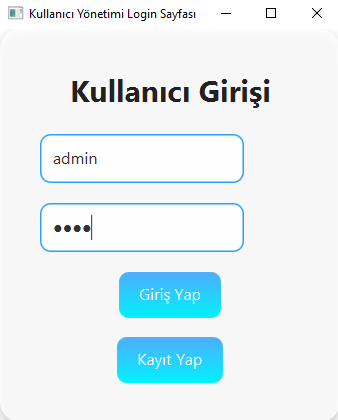 Kullanıcı Yönetimi Login Sayfası
Kullanıcı Girişi
admin
••••
Giriş Yap
Kayıt Yap